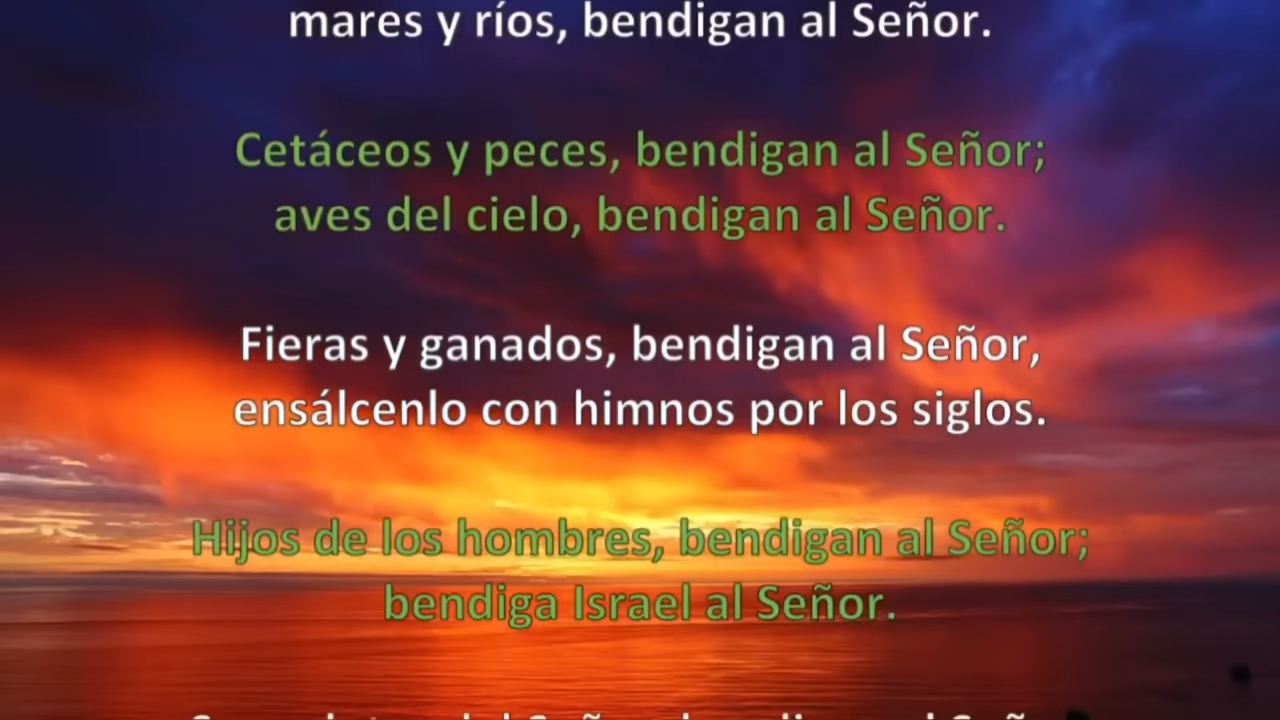 mares y ríos, bendigan al Señor.
Cetáceos y peces, bendigan al Señor;
aves del cielo, bendigan al Señor.
Fieras y ganados, bendigan al Señor,
ensálcenlo con himnos por los siglos.
Hijos de los hombres, bendigan al Señor;
bendiga Israel al Señor.